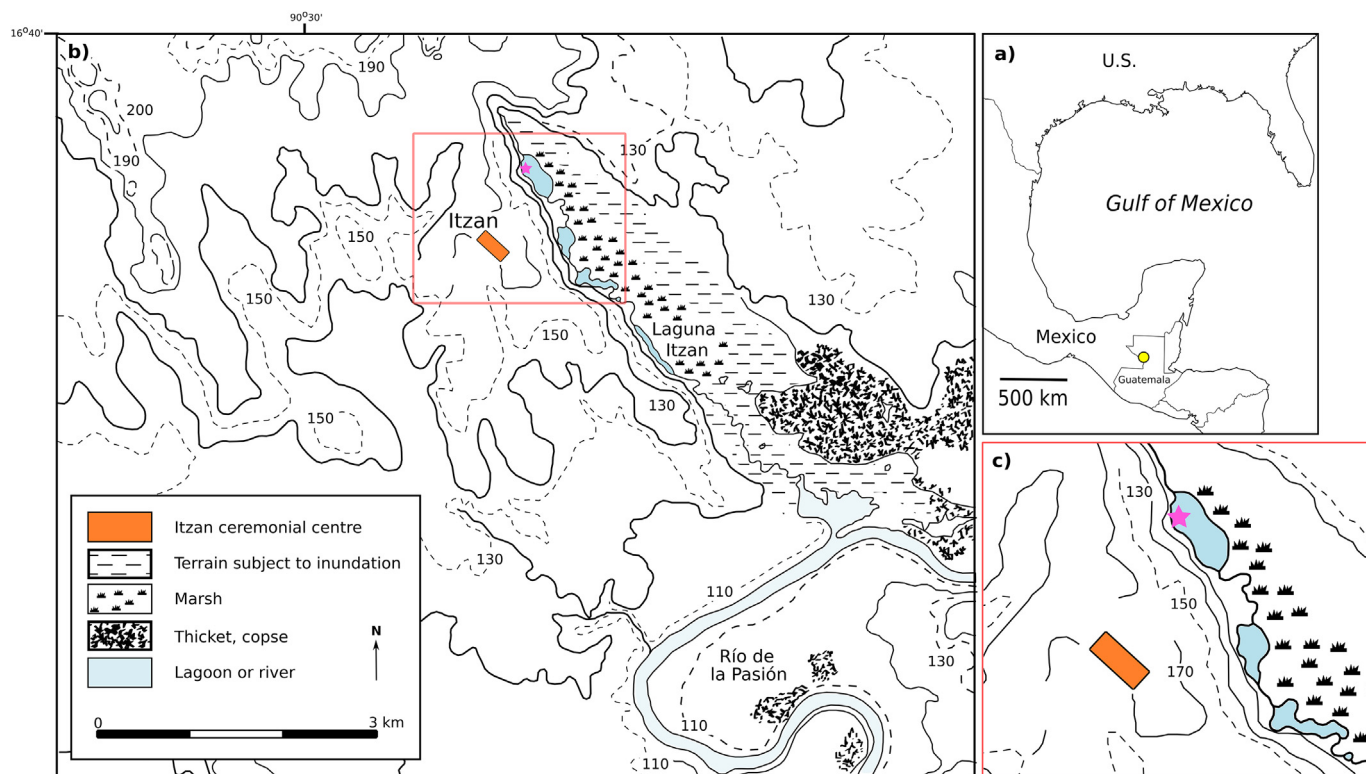 90°30'
16°40'
b)
190
200
190
130
Itzan
150
150
130
150
Laguna
Itzan
130
150
130
110
Río de
la Pasión
130
110
110
Itzan ceremonial centre
Terrain subject to inundation
Marsh
Thicket, copse
Lagoon or river
N
0
3 km
a)
U.S.
Gulf of Mexico
Mexico
Guatemala
500 km
c)
130
150
170